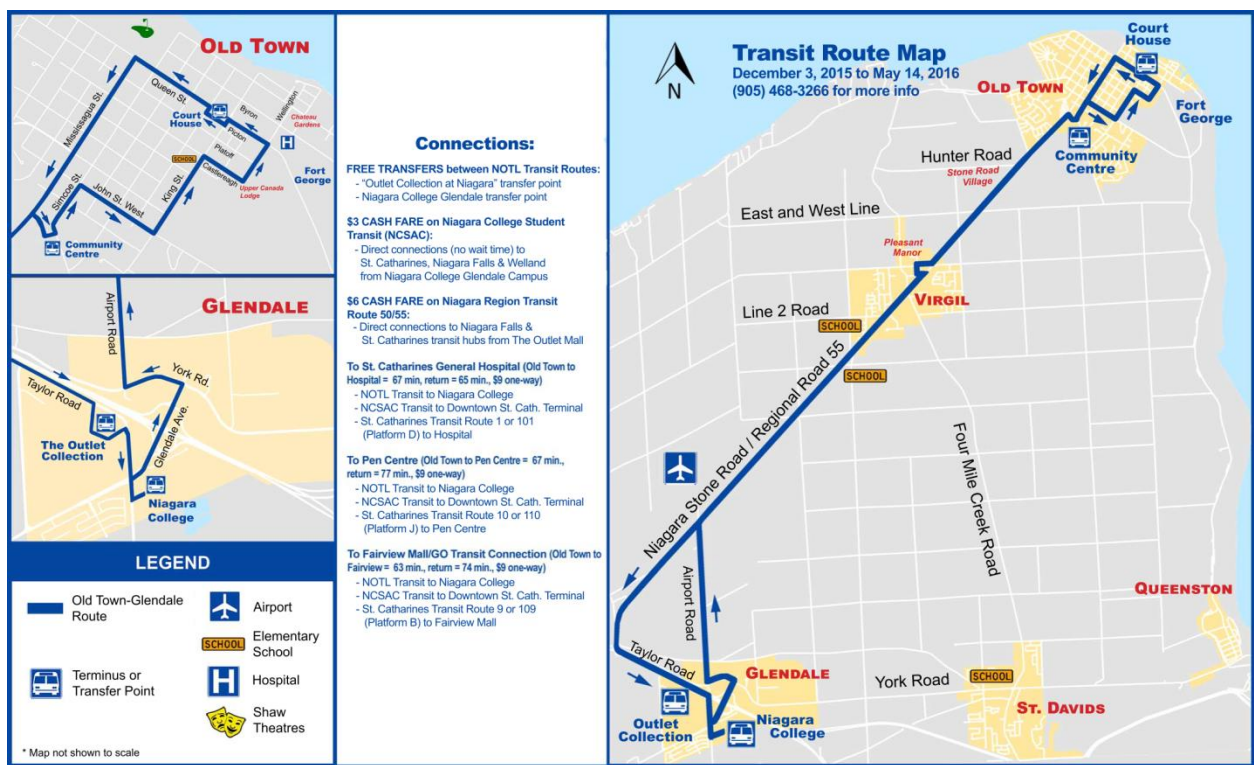 OLD TOWN
Queen St.
Mississagua St.
Court
House
Byron
Wellington
Chateau
Gardens
Picton
Platoff
SCHOOL
Castlereagh
H
Fort
George
Upper Canada
Lodge
King St.
John St. West
Simcoe St.
Community
Centre
GLENDALE
Airport Road
York Rd.
Taylor Road
Glendale Ave.
The Outlet
Collection
Niagara
College
LEGEND
Old Town-Glendale
Route
Terminus or
Transfer Point
Airport
SCHOOL
Elementary
School
H
Hospital
Shaw
Theatres
* Map not shown to scale
Connections:
FREE TRANSFERS between NOTL Transit Routes:
- "Outlet Collection at Niagara" transfer point
- Niagara College Glendale transfer point
$3 CASH FARE on Niagara College Student
Transit (NCSAC):
- Direct connections (no wait time) to
St. Catharines, Niagara Falls & Welland
from Niagara College Glendale Campus
$6 CASH FARE on Niagara Region Transit
Route 50/55:
- Direct connections to Niagara Falls &
St. Catharines transit hubs from The Outlet Mall
To St. Catharines General Hospital (Old Town to
Hospital = 67 min, return = 65 min., $9 one-way)
- NOTL Transit to Niagara College
- NCSAC Transit to Downtown St. Cath. Terminal
- St. Catharines Transit Route 1 or 101
(Platform D) to Hospital
To Pen Centre (Old Town to Pen Centre = 67 min.,
return = 77 min., $9 one-way)
- NOTL Transit to Niagara College
- NCSAC Transit to Downtown St. Cath. Terminal
- St. Catharines Transit Route 10 or 110
(Platform J) to Pen Centre
To Fairview Mall/GO Transit Connection (Old Town to
Fairview = 63 min., return = 74 min., $9 one-way)
- NOTL Transit to Niagara College
- NCSAC Transit to Downtown St. Cath. Terminal
- St. Catharines Transit Route 9 or 109
(Platform B) to Fairview Mall
N
Transit Route Map
December 3, 2015 to May 14, 2016
(905) 468-3266 for more info
Court
House
OLD TOWN
Fort
George
Community
Centre
Hunter Road
Stone Road
Village
East and West Line
Pleasant
Manor
VIRGIL
Line 2 Road
SCHOOL
SCHOOL
Niagara Stone Road / Regional Road 55
Four Mile Creek Road
Airport Road
QUEENSTON
Taylor Road
GLENDALE
York Road
SCHOOL
ST. DAVIDS
Outlet
Collection
Niagara
College